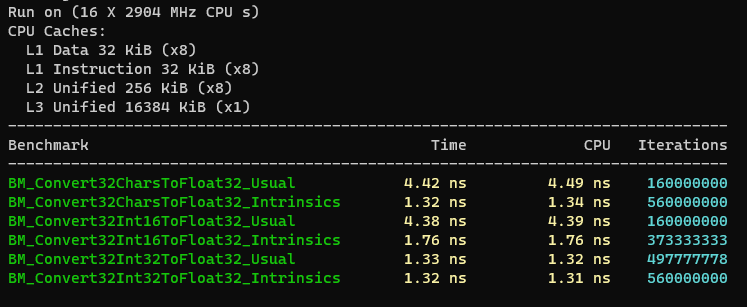 Run on (16 X 2904 MHz CPU s)
CPU Caches:
  L1 Data 32 KiB (x8)
  L1 Instruction 32 KiB (x8)
  L2 Unified 256 KiB (x8)
  L3 Unified 16384 KiB (x1)
--------------------------------------------------------------------------------
Benchmark                                      Time             CPU   Iterations
--------------------------------------------------------------------------------
BM_Convert32CharsToFloat32_Usual            4.42 ns         4.49 ns    160000000
BM_Convert32CharsToFloat32_Intrinsics       1.32 ns         1.34 ns    560000000
BM_Convert32Int16ToFloat32_Usual            4.38 ns         4.39 ns    160000000
BM_Convert32Int16ToFloat32_Intrinsics       1.76 ns         1.76 ns    373333333
BM_Convert32Int32ToFloat32_Usual            1.33 ns         1.32 ns    497777778
BM_Convert32Int32ToFloat32_Intrinsics       1.32 ns         1.31 ns    560000000